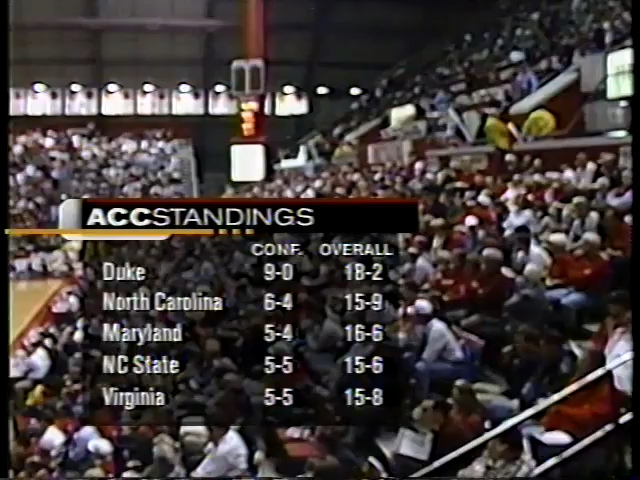 ACCSTANDINGS
CONF. OVERALL
Duke 9-0 18-2
North Carolina 6-4 15-9
Maryland 5-4 16-6
NC State 5-5 15-6
Virginia 5-5 15-8